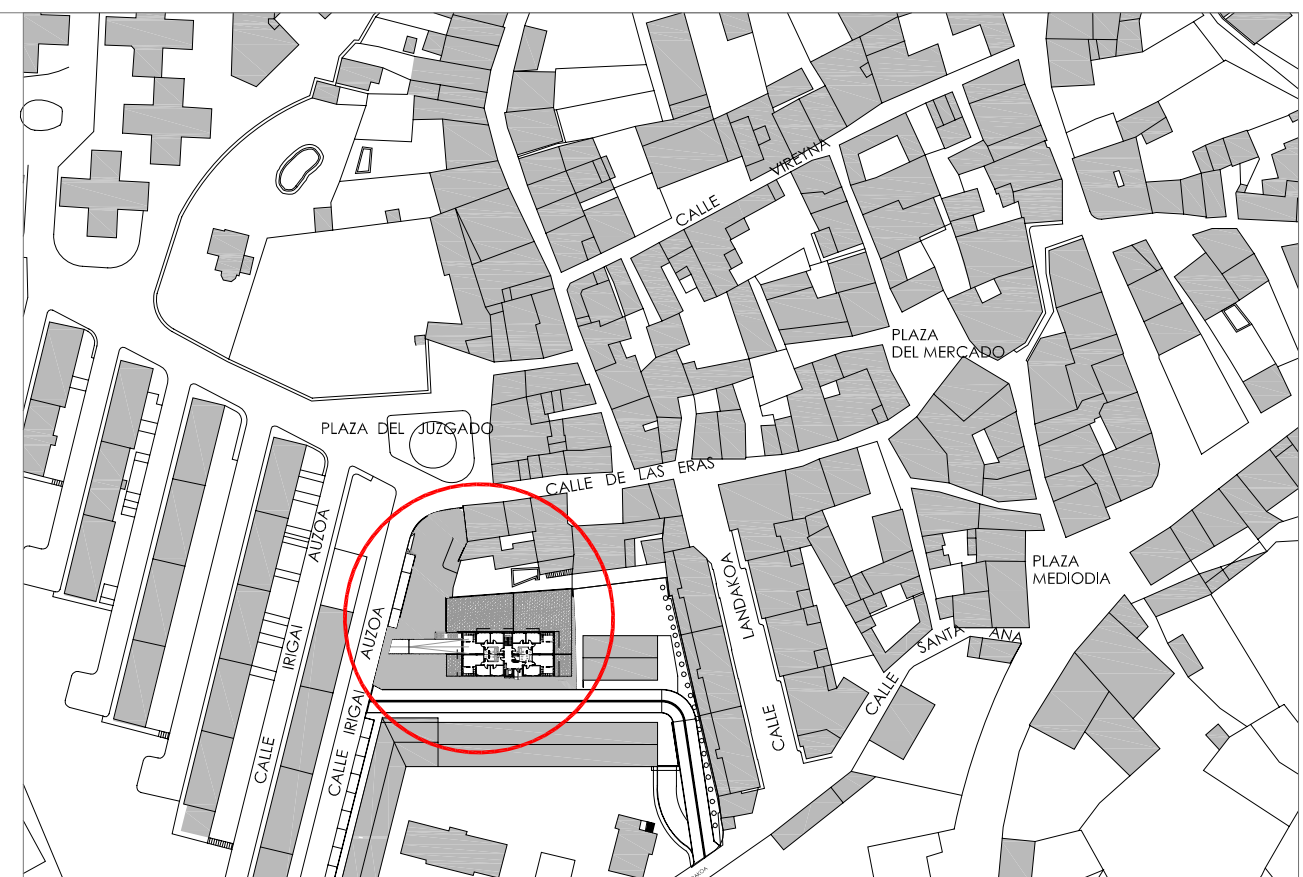 CALLE VIREYNA
PLAZA
DEL MERCADO
PLAZA DEL JUZGADO
CALLE DE LAS ERAS
PLAZA
MEDIODIA
CALLE LANDAKOA
CALLE SANTA ANA
CALLE IRIGAI AUZOA
CALLE IRIGAI AUZOA